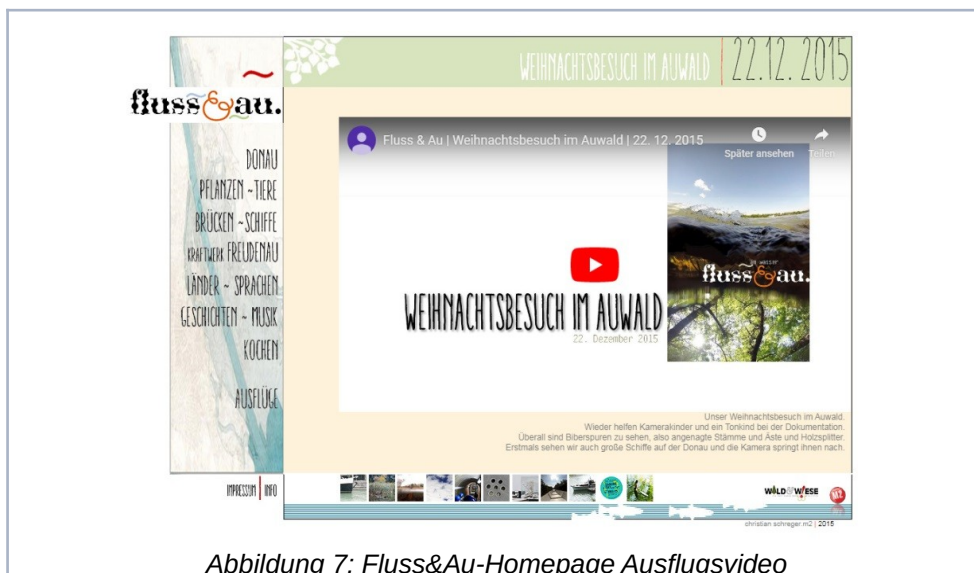 WEIHNACHTSBESUCH IM AUWALD 22.12. 2015
fluss&au.
DONAU
PFLANZEN ~ TIERE
BRÜCKEN ~ SCHIFFE
KRAFTWERK FREUDENAU
LÄNDER ~ SPRACHEN
GESCHICHTEN ~ MUSIK
KOCHEN
AUSFLÜGE
Fluss & Au | Weihnachtsbesuch im Auwald | 22. 12. 2015
Später ansehen
Teilen
fluss&au.
WEIHNACHTSBESUCH IM AUWALD
22. Dezember 2015
Unser Weihnachtsbesuch im Auwald.
Wieder helfen Kamerakinder und ein Tonkind bei der Dokumentation.
Überall sind Biberspuren zu sehen, also angenagte Stämme und Äste und Holzsplitter.
Erstmals sehen wir auch große Schiffe auf der Donau und die Kamera springt ihnen nach.
IMPRESSUM | INFO
WALD&WIESE
M2
christian schreger.m2 | 2015
Abbildung 7: Fluss&Au-Homepage Ausflugsvideo